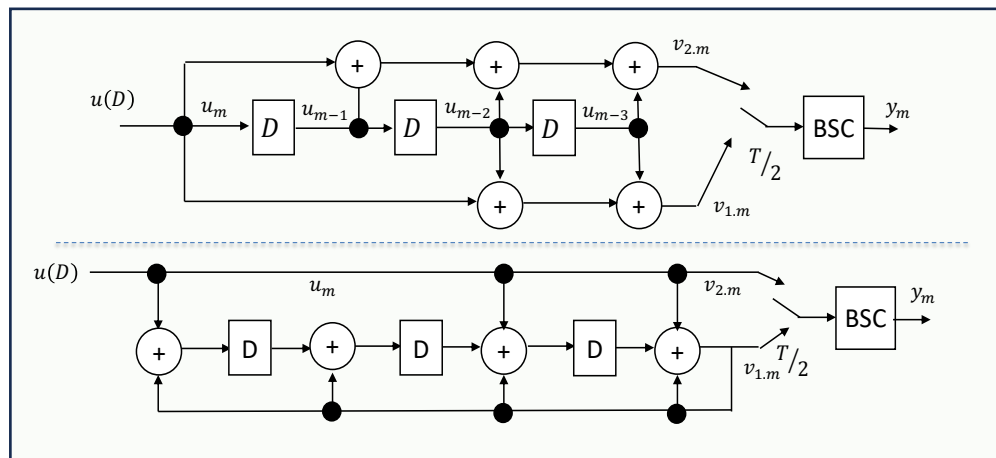 v₂.ₘ
+ + +
u(D) uₘ uₘ₋₁ uₘ₋₂ uₘ₋₃ yₘ
D D D BSC
T/2
+ +
v₁.ₘ
u(D) uₘ v₂.ₘ yₘ
BSC
+ D + D + D +
v₁.ₘ T/2